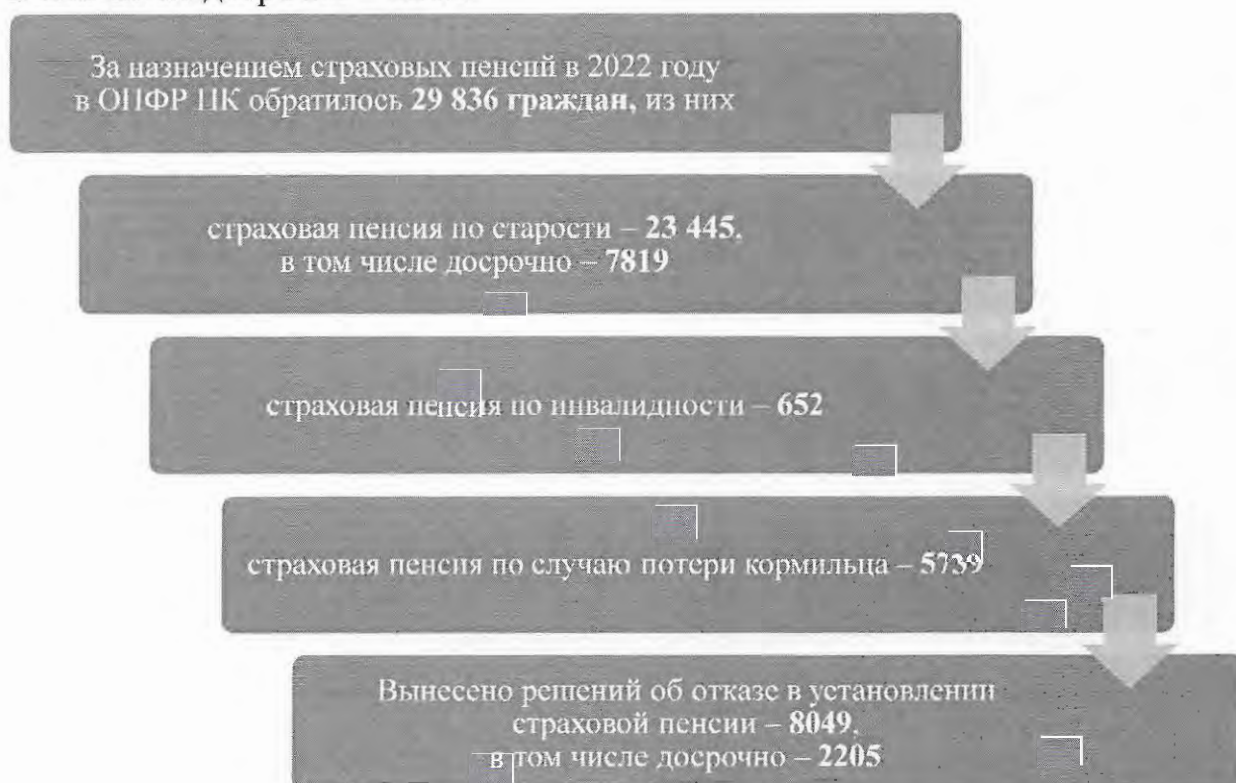 За назначением страховых пенсий в 2022 году
в ОПФР ПК обратилось 29 836 граждан, из них
страховая пенсия по старости – 23 445,
в том числе досрочно – 7819
страховая пенсия по инвалидности – 652
страховая пенсия по случаю потери кормильца – 5739
Вынесено решений об отказе в установлении
страховой пенсии – 8049,
в том числе досрочно – 2205